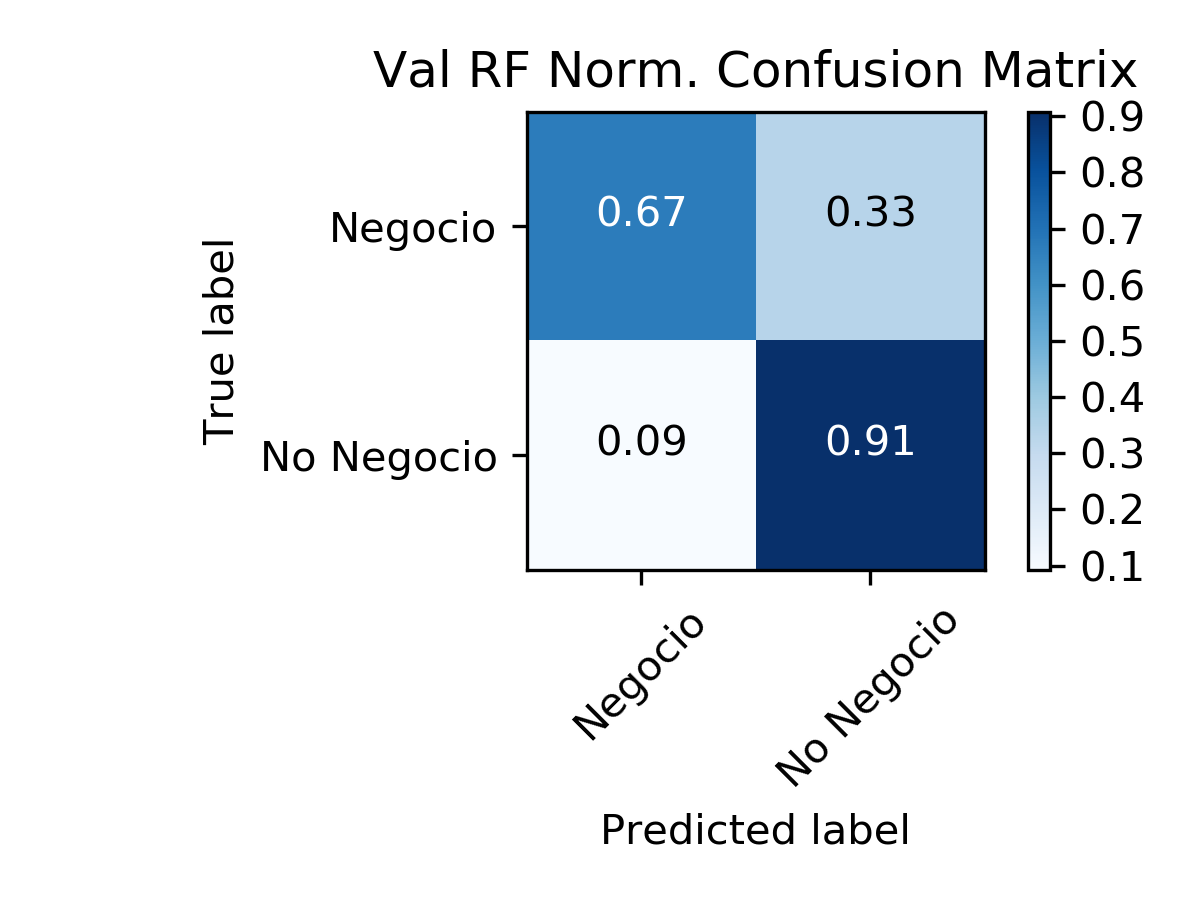 Val RF Norm. Confusion Matrix
True label
Negocio
No Negocio
0.67 0.33
0.09 0.91
0.9
0.8
0.7
0.6
0.5
0.4
0.3
0.2
0.1
Negocio
No Negocio
Predicted label